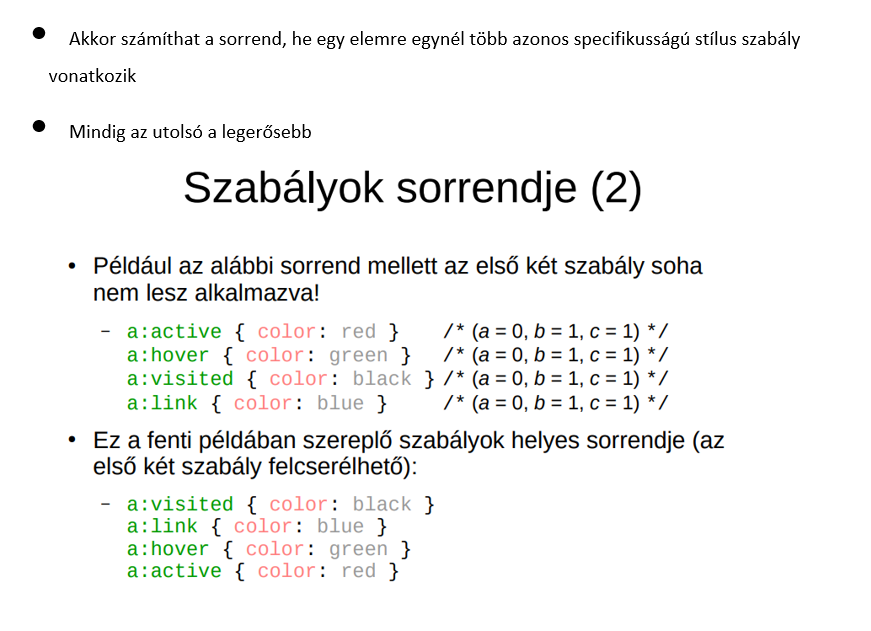 ● Akkor számíthat a sorrend, he egy elemre egynél több azonos specifikusságú stílus szabály
vonatkozik
● Mindig az utolsó a legerősebb
Szabályok sorrendje (2)
• Például az alábbi sorrend mellett az első két szabály soha
nem lesz alkalmazva!
– a:active { color: red } /* (a = 0, b = 1, c = 1) */
a:hover { color: green } /* (a = 0, b = 1, c = 1) */
a:visited { color: black } /* (a = 0, b = 1, c = 1) */
a:link { color: blue } /* (a = 0, b = 1, c = 1) */
• Ez a fenti példában szereplő szabályok helyes sorrendje (az
első két szabály felcserélhető):
– a:visited { color: black }
a:link { color: blue }
a:hover { color: green }
a:active { color: red }